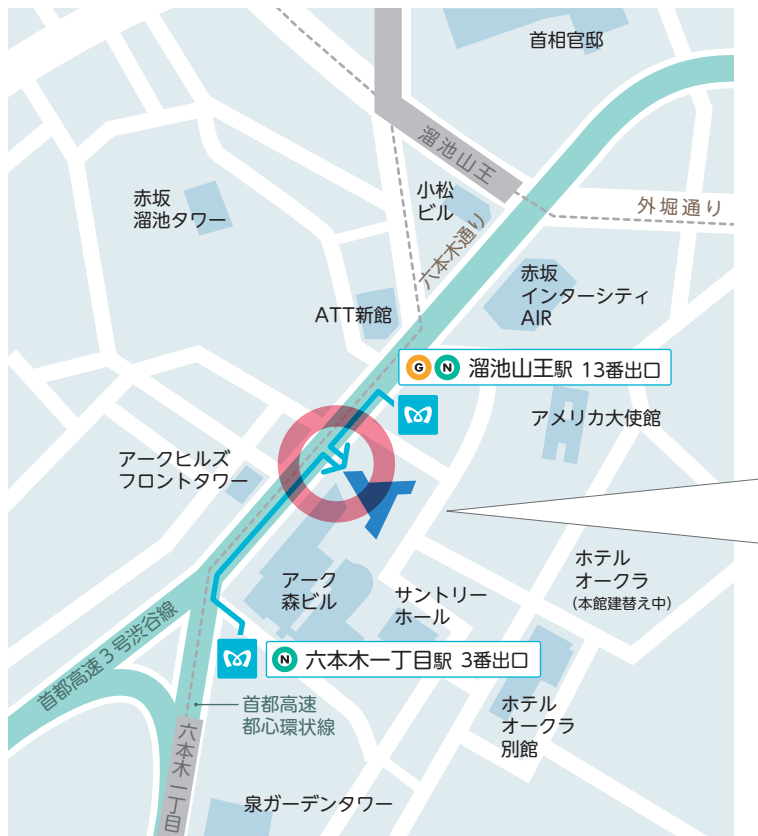 首相官邸
溜池山王
小松
ビル
外堀通り
赤坂
溜池タワー
六本木通り
赤坂
インターシティ
AIR
ATT新館
G N 溜池山王駅 13番出口
アメリカ大使館
アークヒルズ
フロントタワー
ホテル
オークラ
(本館建替え中)
アーク
森ビル
サントリー
ホール
首都高速3号渋谷線
N 六本木一丁目駅 3番出口
首都高速
都心環状線
ホテル
オークラ
別館
六本木一丁目
泉ガーデンタワー